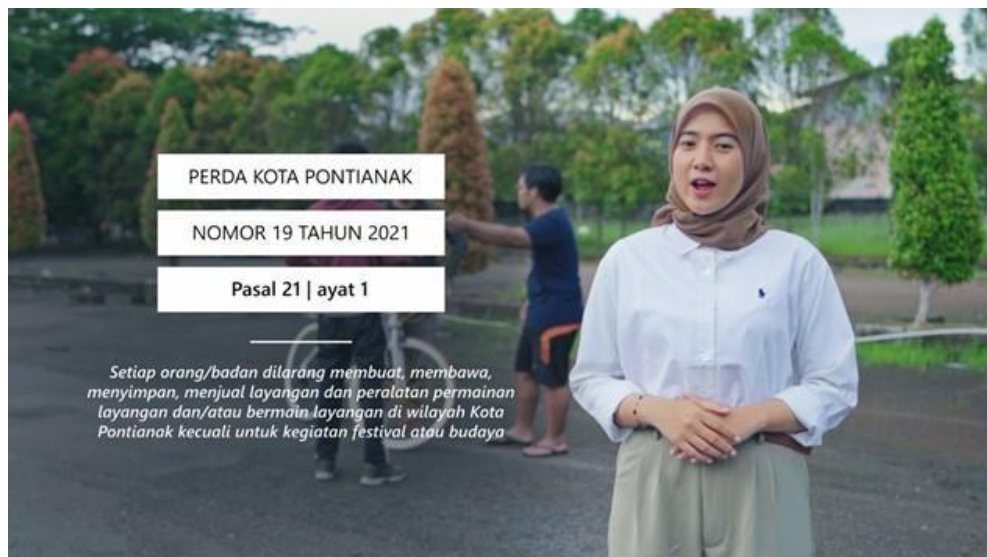 PERDA KOTA PONTIANAK
NOMOR 19 TAHUN 2021
Pasal 21 | ayat 1
Setiap orang/badan dilarang membuat, membawa,
menyimpan, menjual layangan dan peralatan permainan
layangan dan/atau bermain layangan di wilayah Kota
Pontianak kecuali untuk kegiatan festival atau budaya